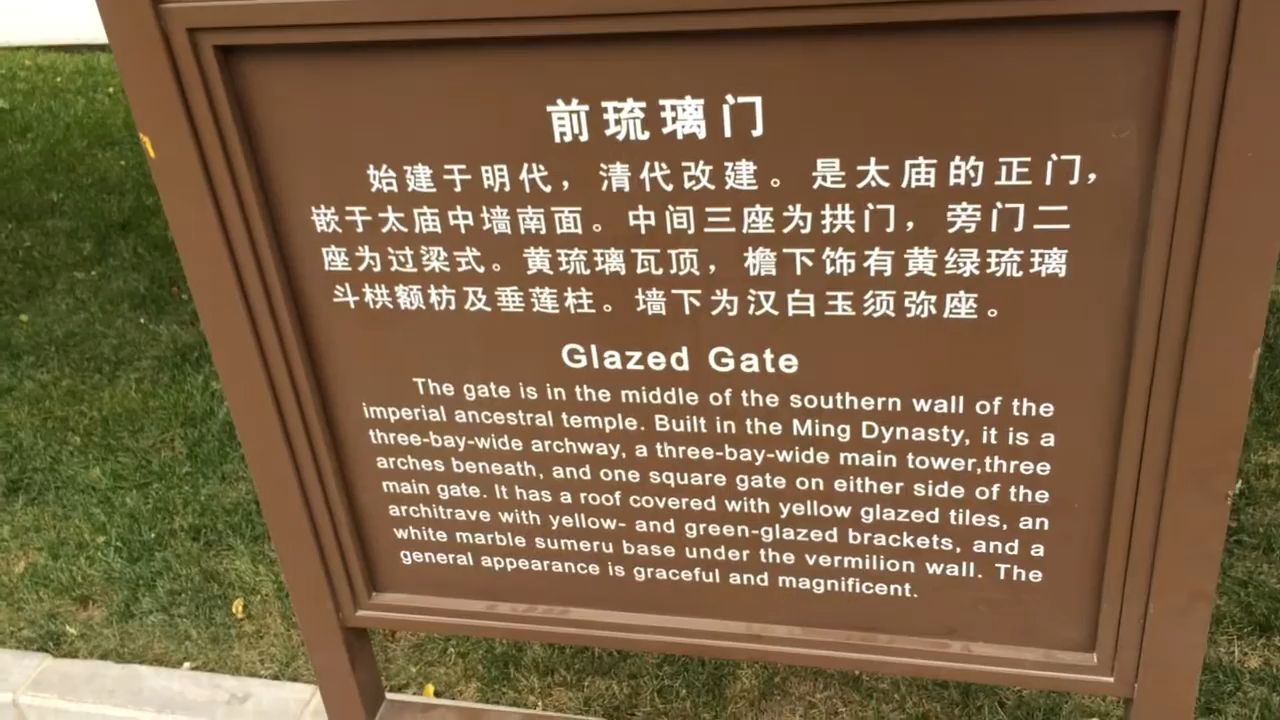 前琉璃门
始建于明代，清代改建。是太庙的正门，
嵌于太庙中墙南面。中间三座为拱门，旁门二
座为过梁式。黄琉璃瓦顶，檐下饰有黄绿琉璃
斗栱额枋及垂莲柱。墙下为汉白玉须弥座。
Glazed Gate
The gate is in the middle of the southern wall of the
imperial ancestral temple. Built in the Ming Dynasty, it is a
three-bay-wide archway, a three-bay-wide main tower,three
arches beneath, and one square gate on either side of the
main gate. It has a roof covered with yellow glazed tiles, an
architrave with yellow- and green-glazed brackets, and a
white marble sumeru base under the vermilion wall. The
general appearance is graceful and magnificent.